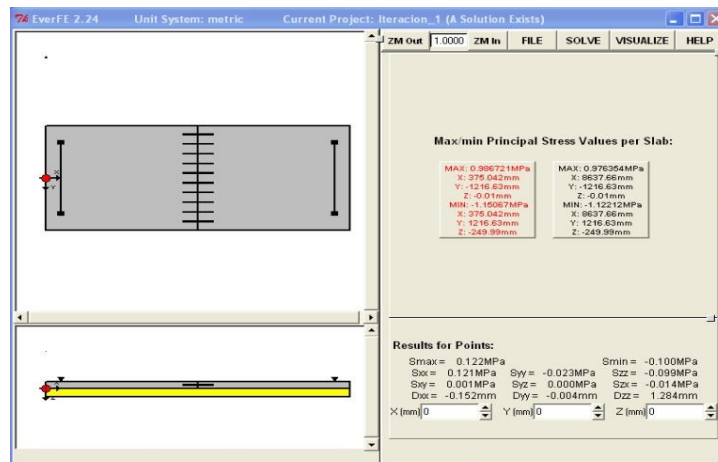 EverFE 2.24 Unit System: metric Current Project: Iteracion_1 (A Solution Exists)
ZM Out 1.0000 ZM In FILE SOLVE VISUALIZE HELP
Max/min Principal Stress Values per Slab:
MAX: 0.986721MPa
X: 375.042mm
Y: -1216.63mm
Z: -0.01mm
MIN: -1.15067MPa
X: 375.042mm
Y: 1216.63mm
Z: -249.99mm
MAX: 0.976354MPa
X: 8637.66mm
Y: -1216.63mm
Z: -0.01mm
MIN: -1.12212MPa
X: 8637.66mm
Y: 1216.63mm
Z: -249.99mm
X
Y
Results for Points:
Smax = 0.122MPa Smin = -0.100MPa
Sxx = 0.121MPa Syy = -0.023MPa Szz = -0.099MPa
Sxy = 0.001MPa Syz = 0.000MPa Szx = -0.014MPa
Dxx = -0.152mm Dyy = -0.004mm Dzz = 1.284mm
X (mm) 0 Y (mm) 0 Z (mm) 0